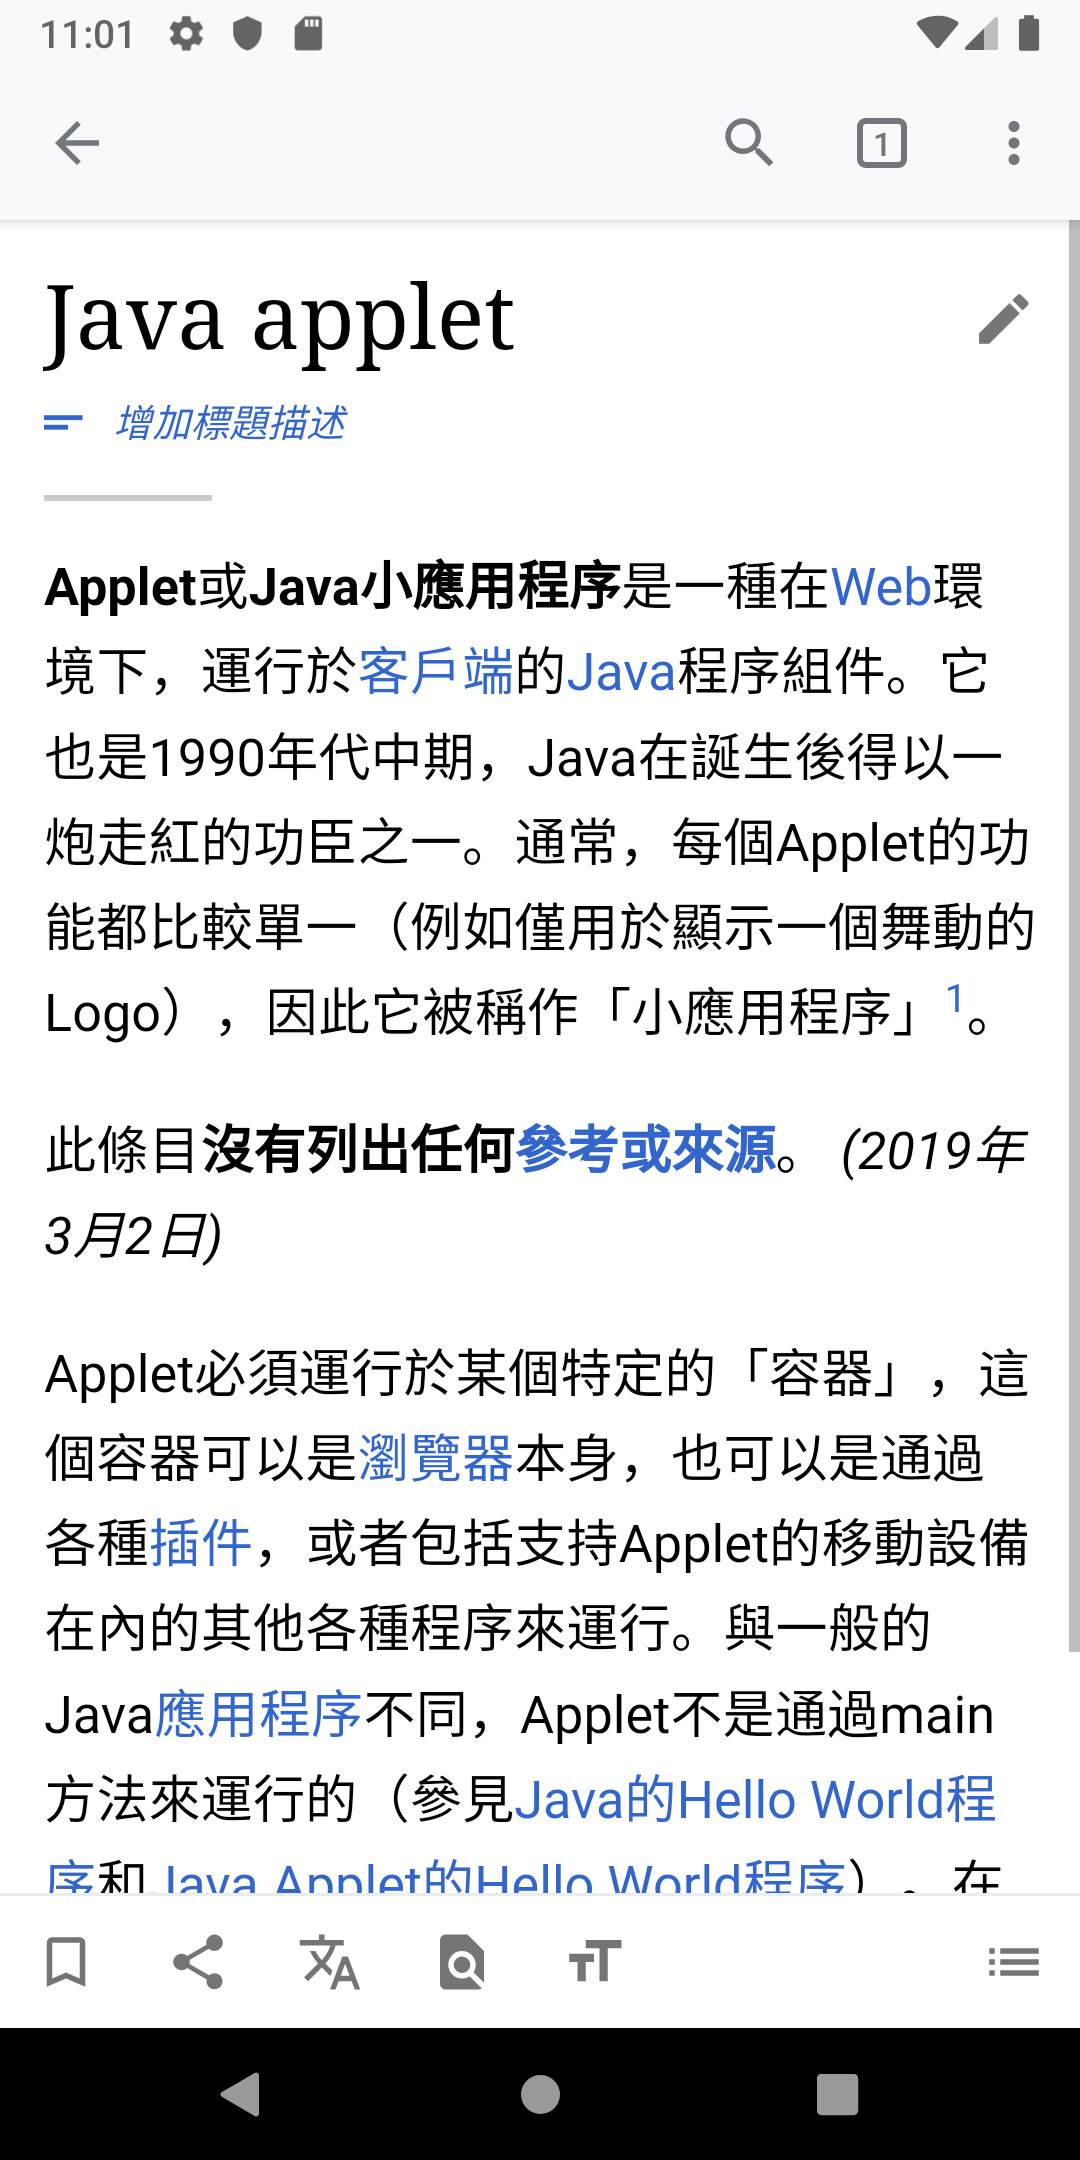 11:01
1
Java applet
增加標題描述
Applet或Java小應用程序是一種在Web環
境下，運行於客戶端的Java程序組件。它
也是1990年代中期，Java在誕生後得以一
炮走紅的功臣之一。通常，每個Applet的功
能都比較單一（例如僅用於顯示一個舞動的
Logo），因此它被稱作「小應用程序」1。
此條目沒有列出任何參考或來源。 (2019年
3月2日)
Applet必須運行於某個特定的「容器」，這
個容器可以是瀏覽器本身，也可以是通過
各種插件，或者包括支持Applet的移動設備
在內的其他各種程序來運行。與一般的
Java應用程序不同，Applet不是通過main
方法來運行的（參見Java的Hello World程
序和Java Applet的Hello World程序）。在